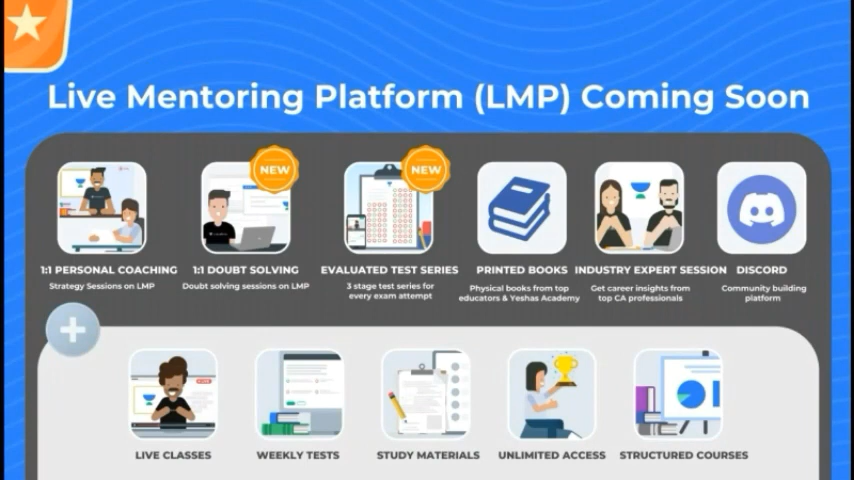 Live Mentoring Platform (LMP) Coming Soon
NEW
NEW
1:1 PERSONAL COACHING
Strategy Sessions on LMP
1:1 DOUBT SOLVING
Doubt solving sessions on LMP
EVALUATED TEST SERIES
3 stage test series for
every exam attempt
PRINTED BOOKS
Physical books from top
educators & Yeshas Academy
INDUSTRY EXPERT SESSION
Get career insights from
top CA professionals
DISCORD
Community building
platform
LIVE CLASSES
WEEKLY TESTS
STUDY MATERIALS
UNLIMITED ACCESS
STRUCTURED COURSES